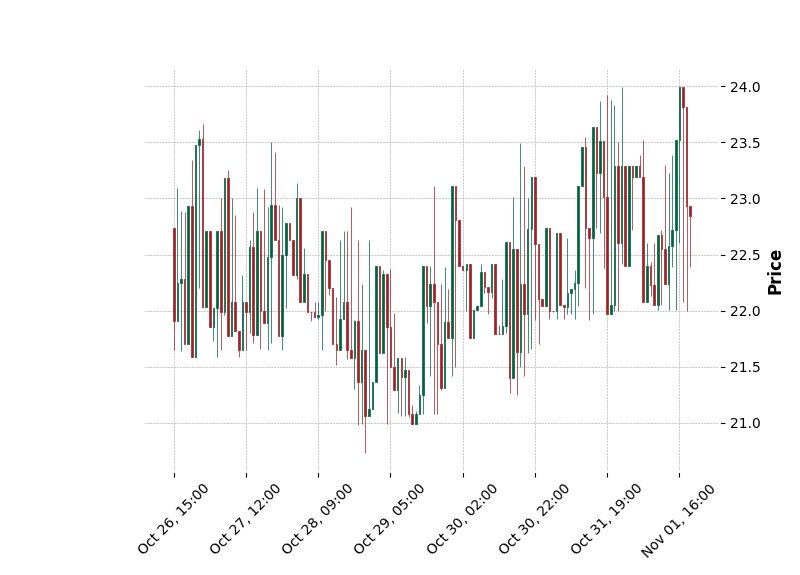 24.0
23.5
23.0
22.5
22.0
21.5
21.0
Price
Oct 26, 15:00
Oct 27, 12:00
Oct 28, 09:00
Oct 29, 05:00
Oct 30, 02:00
Oct 30, 22:00
Oct 31, 19:00
Nov 01, 16:00